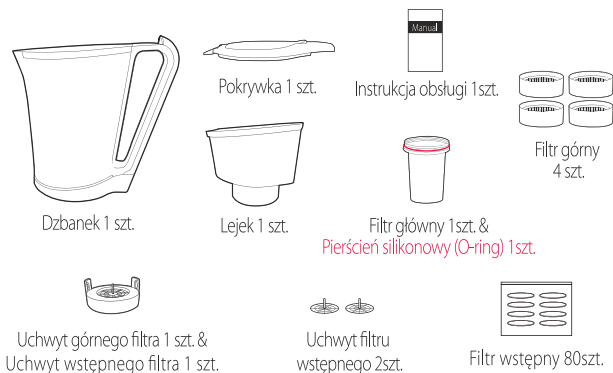 Manual
Pokrywka 1 szt.
Instrukcja obsługi 1szt.
Filtr górny
4 szt.
Dzbanek 1 szt.
Lejek 1 szt.
Filtr główny 1szt. &
Pierścień silikonowy (O-ring) 1szt.
Uchwyt górnego filtra 1 szt. &
Uchwyt wstępnego filtra 1 szt.
Uchwyt filtru
wstępnego 2szt.
Filtr wstępny 80szt.